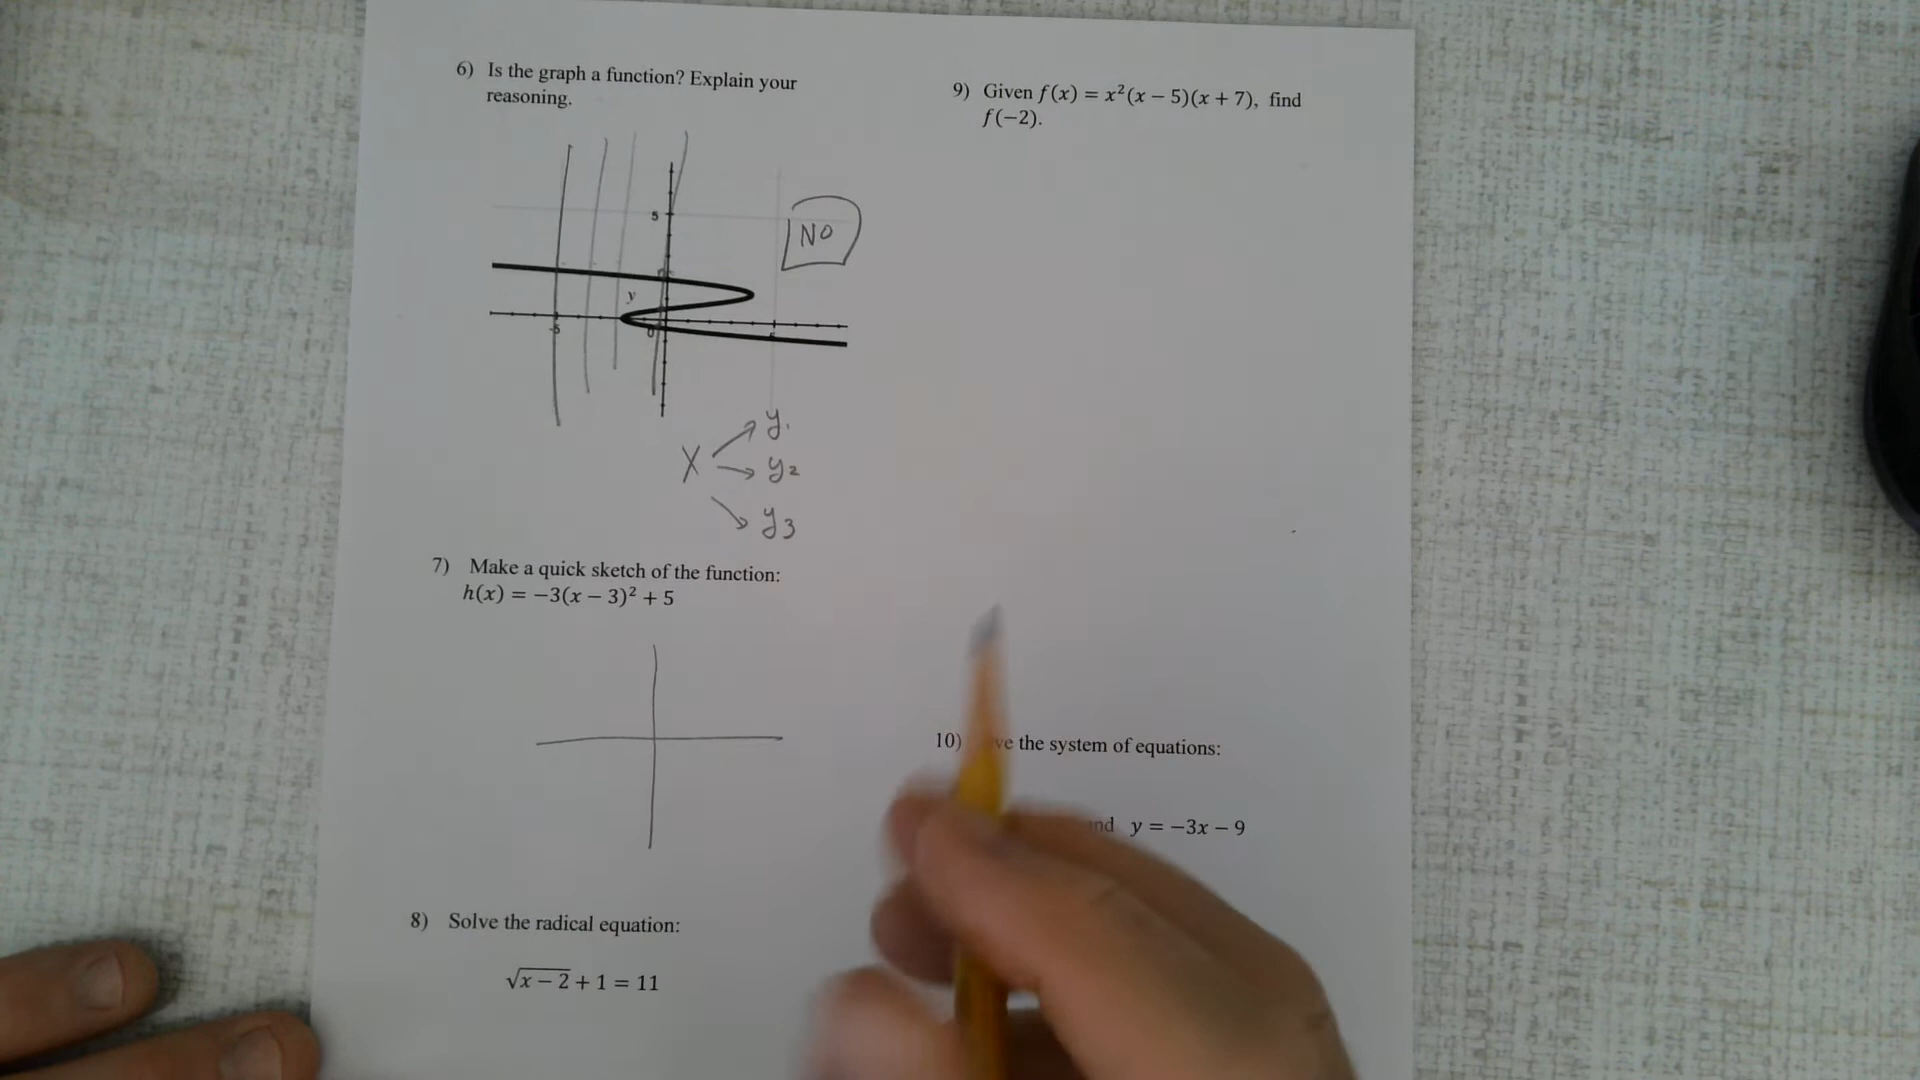 6) Is the graph a function? Explain your
reasoning.
5
NO
y
-5
0
x y1
y2
y3
7) Make a quick sketch of the function:
h(x) = −3(x − 3)² + 5
8) Solve the radical equation:
√x − 2 + 1 = 11
9) Given f(x) = x²(x − 5)(x + 7), find
f(−2).
10) the system of equations:
y = −3x − 9